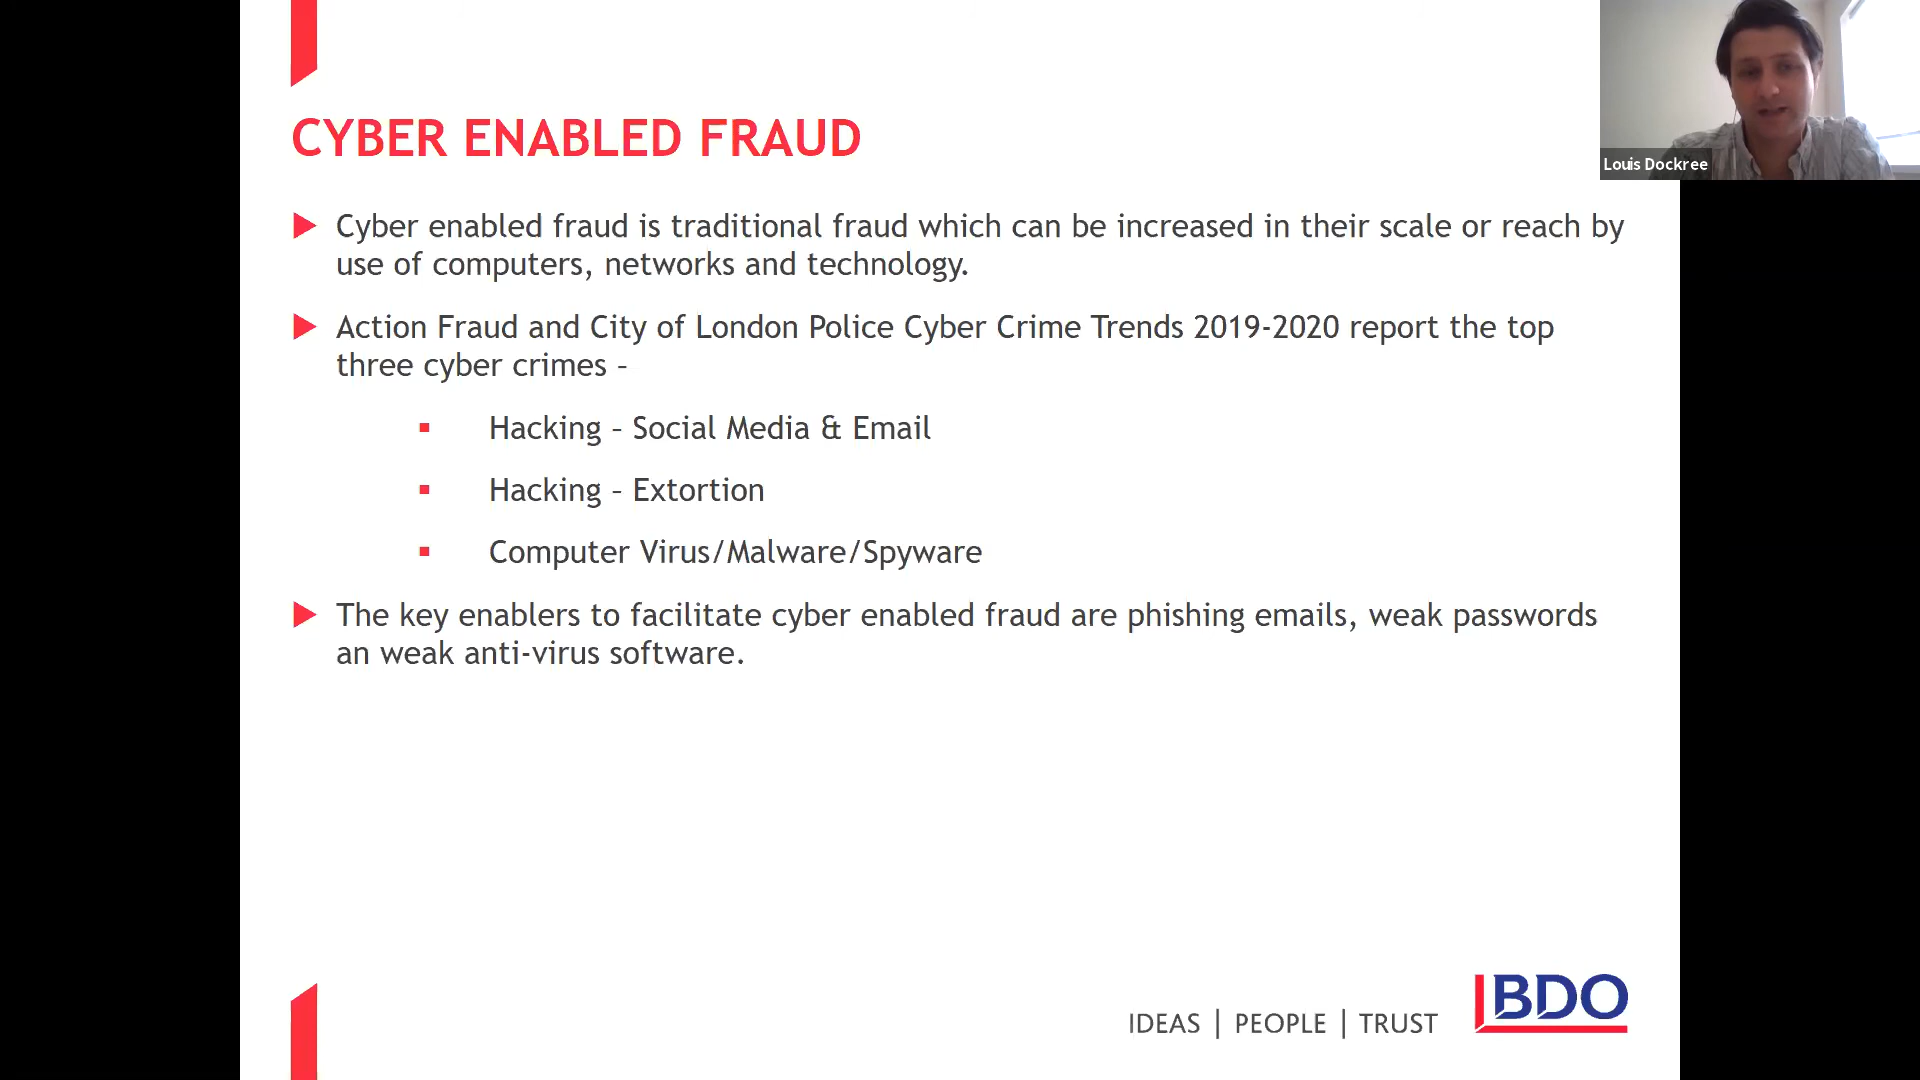 CYBER ENABLED FRAUD
Louis Dockree
Cyber enabled fraud is traditional fraud which can be increased in their scale or reach by
use of computers, networks and technology.
Action Fraud and City of London Police Cyber Crime Trends 2019-2020 report the top
three cyber crimes –
Hacking – Social Media & Email
Hacking – Extortion
Computer Virus/Malware/Spyware
The key enablers to facilitate cyber enabled fraud are phishing emails, weak passwords
an weak anti-virus software.
IDEAS | PEOPLE | TRUST
BDO